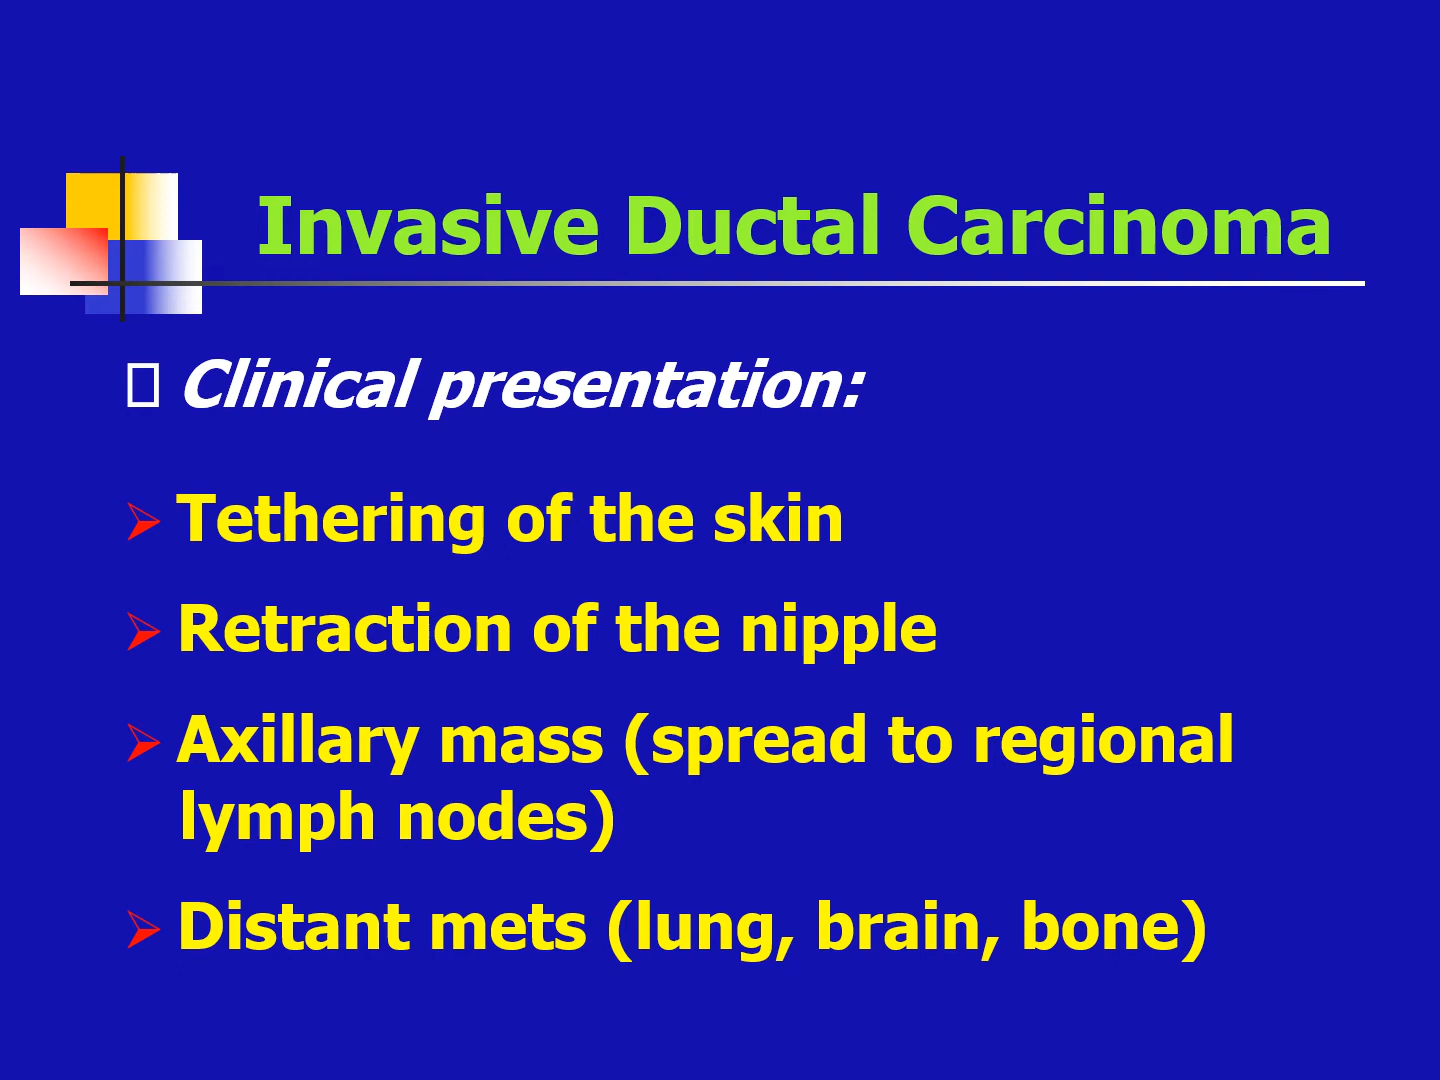 Invasive Ductal Carcinoma
Clinical presentation:
Tethering of the skin
Retraction of the nipple
Axillary mass (spread to regional
lymph nodes)
Distant mets (lung, brain, bone)